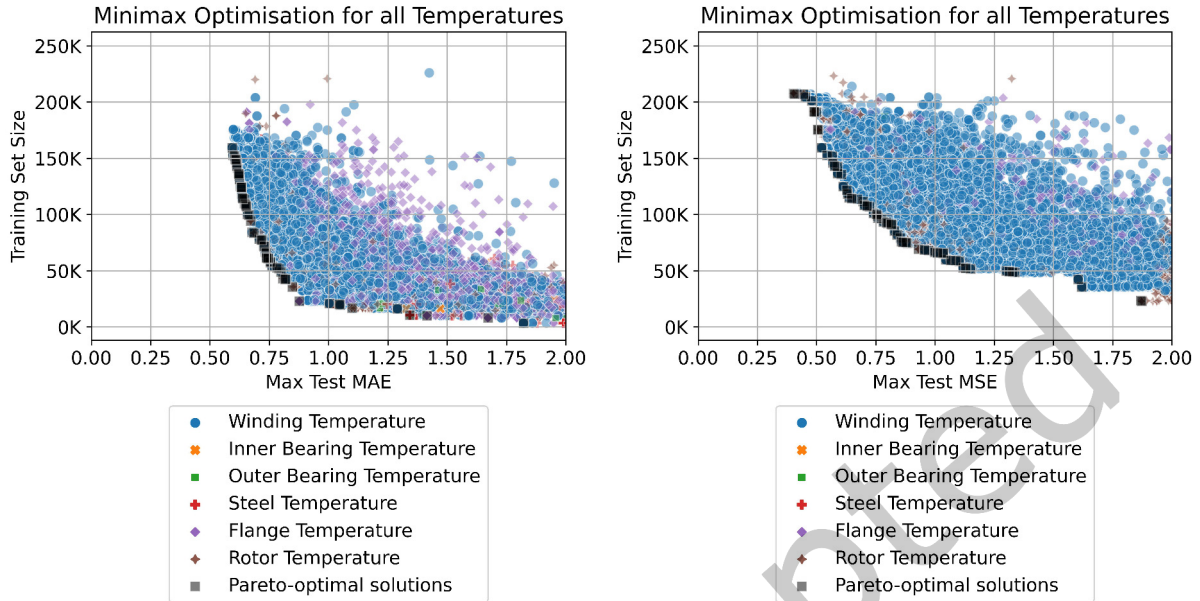 Minimax Optimisation for all Temperatures
250K
200K
150K
100K
50K
0K
Training Set Size
0.00 0.25 0.50 0.75 1.00 1.25 1.50 1.75 2.00
Max Test MAE
Winding Temperature
Inner Bearing Temperature
Outer Bearing Temperature
Steel Temperature
Flange Temperature
Rotor Temperature
Pareto-optimal solutions
Minimax Optimisation for all Temperatures
250K
200K
150K
100K
50K
0K
Training Set Size
0.00 0.25 0.50 0.75 1.00 1.25 1.50 1.75 2.00
Max Test MSE
Winding Temperature
Inner Bearing Temperature
Outer Bearing Temperature
Steel Temperature
Flange Temperature
Rotor Temperature
Pareto-optimal solutions
pted